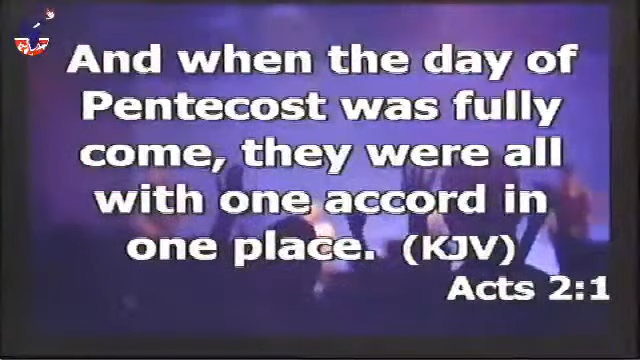 And when the day of
Pentecost was fully
come, they were all
with one accord in
one place. (KJV)
Acts 2:1